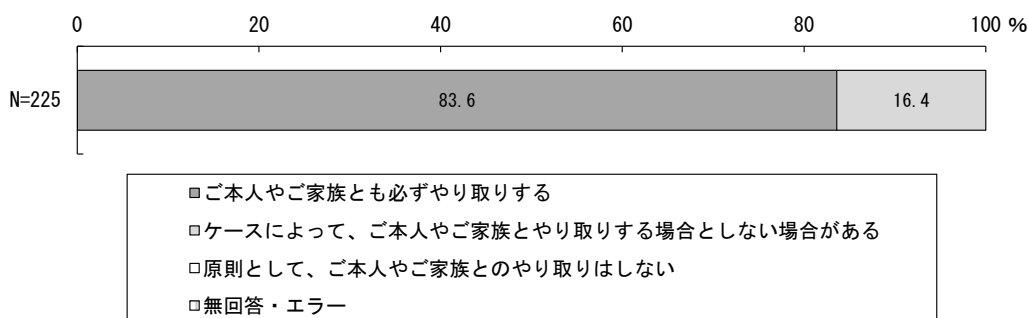 0 20 40 60 80 100 %
N=225 83.6 16.4
ご本人やご家族とも必ずやり取りする
ケースによって、ご本人やご家族とやり取りする場合としない場合がある
原則として、ご本人やご家族とのやり取りはしない
無回答・エラー